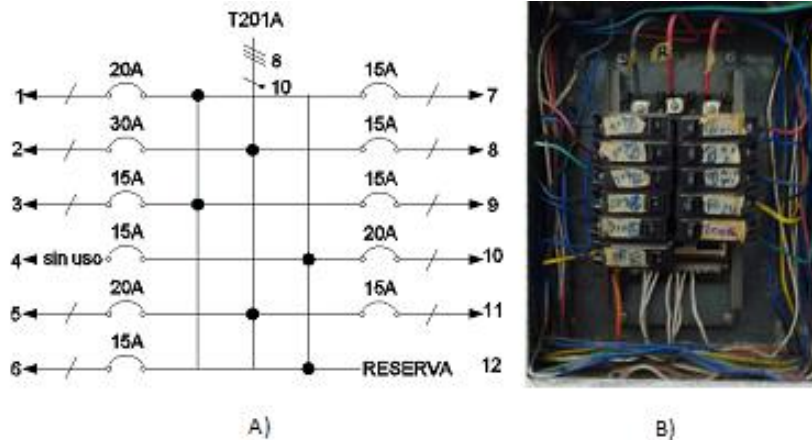 T201A
8
10
20A 15A
1 7
30A 15A
2 8
15A 15A
3 9
15A 20A
4 sin uso 10
20A 15A
5 11
15A
6 RESERVA 12
A) B)